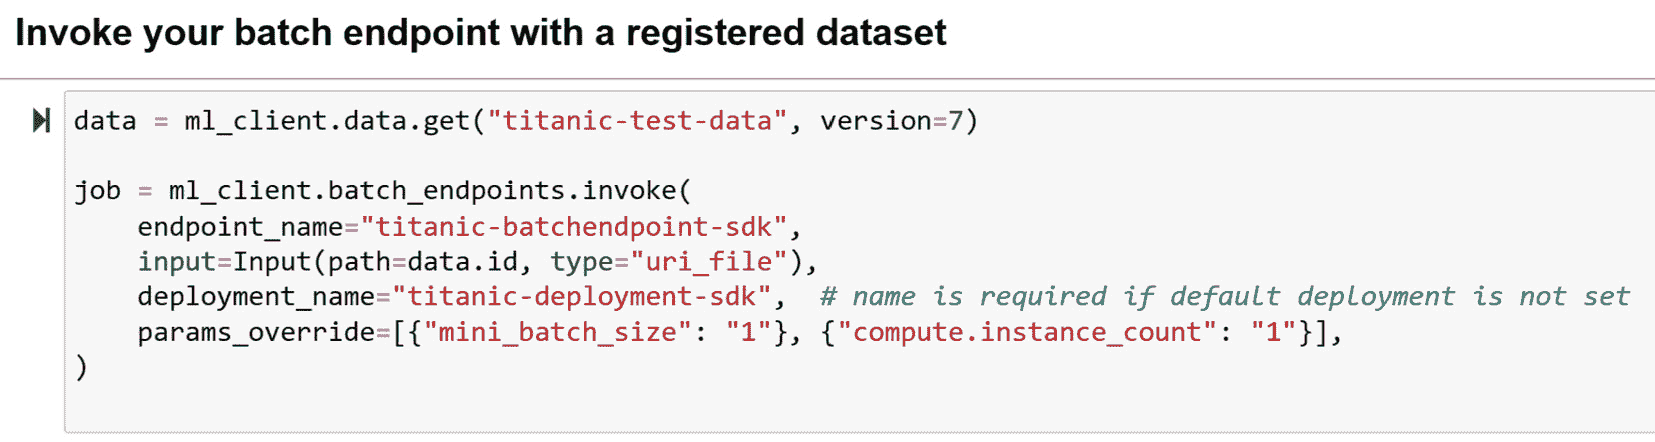 Invoke your batch endpoint with a registered dataset
data = ml_client.data.get("titanic-test-data", version=7)
job = ml_client.batch_endpoints.invoke(
    endpoint_name="titanic-batchendpoint-sdk",
    input=Input(path=data.id, type="uri_file"),
    deployment_name="titanic-deployment-sdk",  # name is required if default deployment is not set
    params_override=[{"mini_batch_size": "1"}, {"compute.instance_count": "1"}],
)